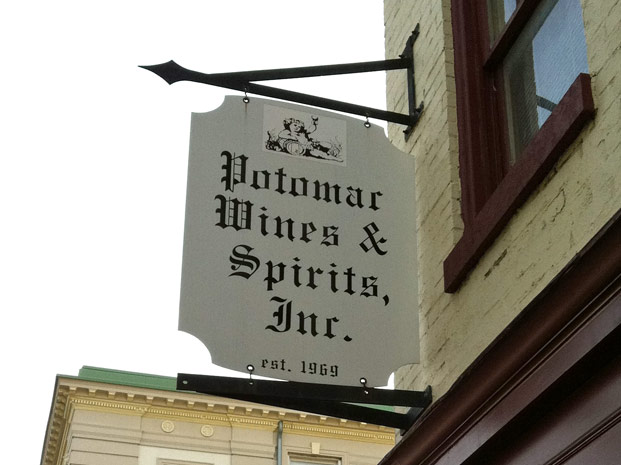 Potomac
Wines &
Spirits,
Inc.
est. 1969